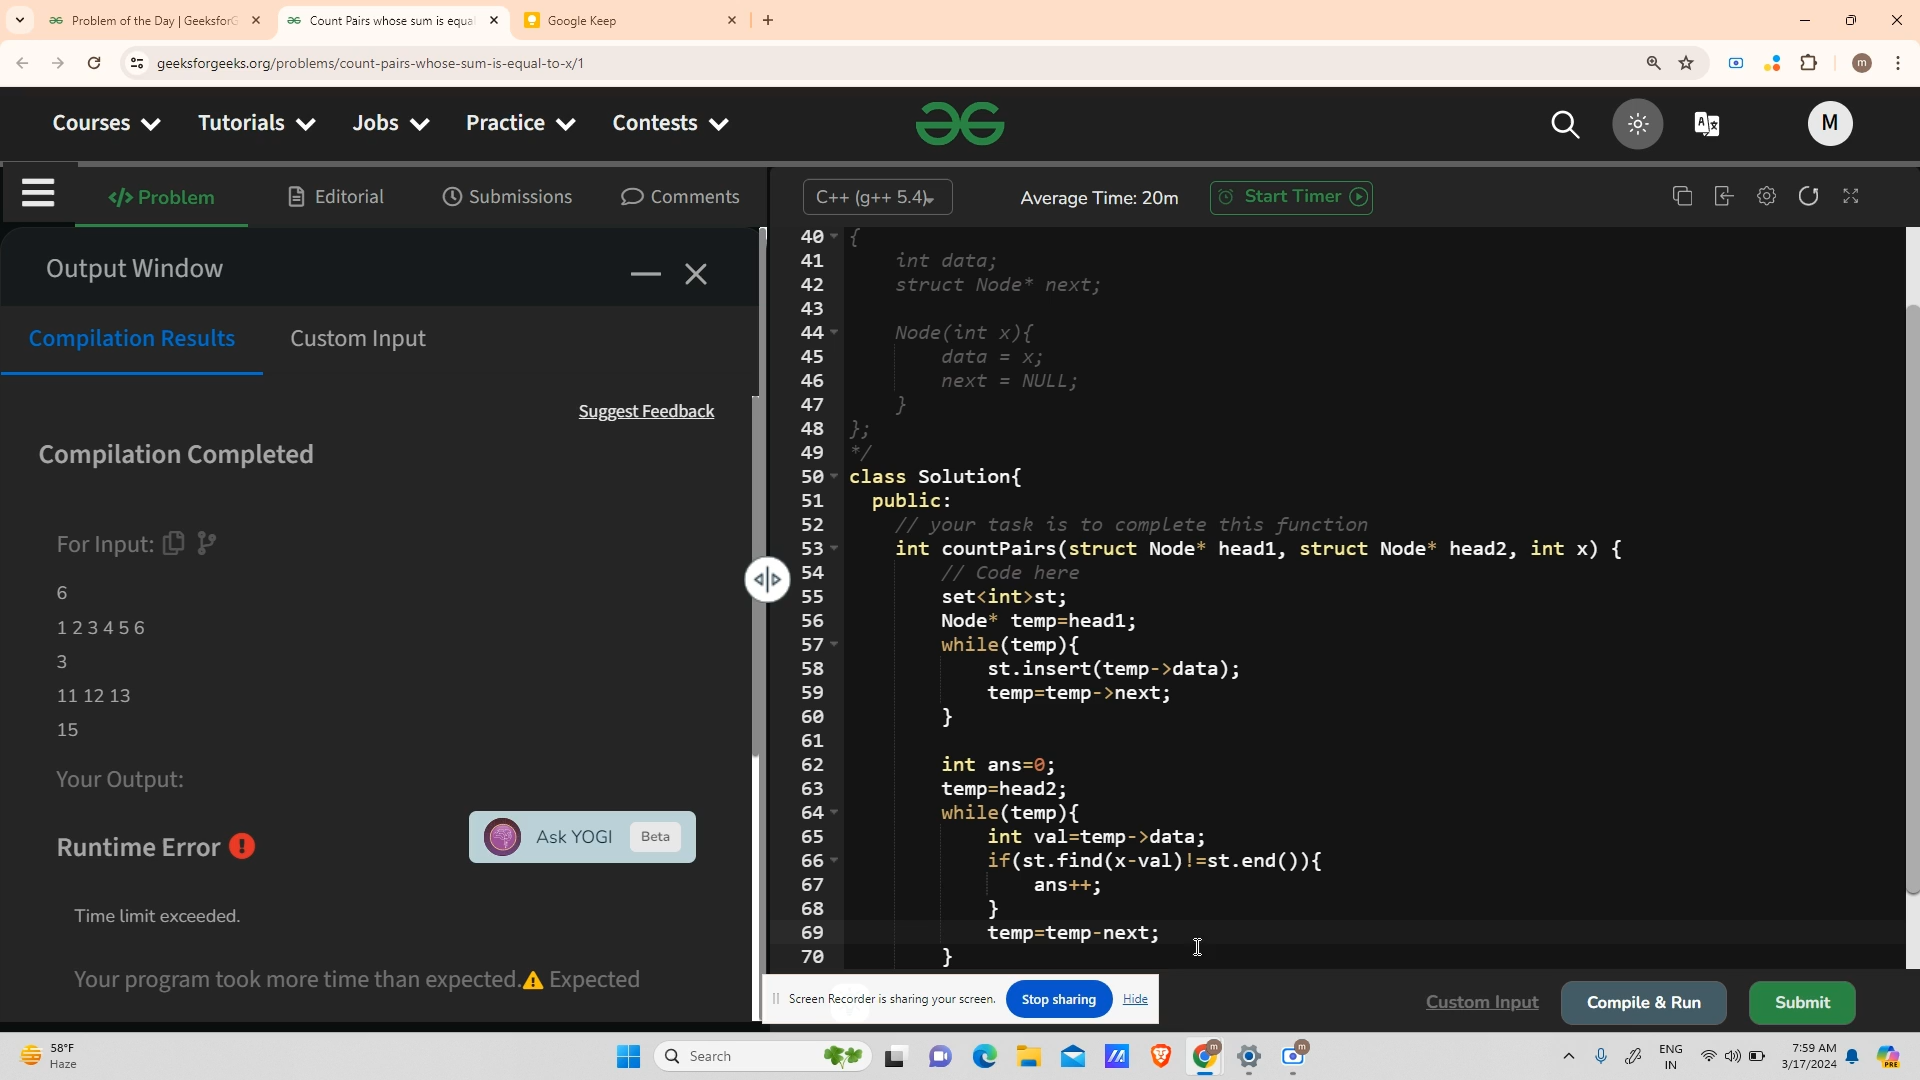 Problem of the Day | GeeksforG
Count Pairs whose sum is equa
Google Keep
geeksforgeeks.org/problems/count-pairs-whose-sum-is-equal-to-x/1
m
Courses
Tutorials
Jobs
Practice
Contests
M
</> Problem
Editorial
Submissions
Comments
C++ (g++ 5.4)
Average Time: 20m
Start Timer
Output Window
Compilation Results
Custom Input
Suggest Feedback
Compilation Completed
For Input:
6
1 2 3 4 5 6
3
11 12 13
15
Your Output:
Runtime Error
Ask YOGI
Beta
Time limit exceeded.
Your program took more time than expected. Expected
40 {
41 int data;
42 struct Node* next;
43
44 Node(int x){
45 data = x;
46 next = NULL;
47 }
48 };
49 */
50 class Solution{
51 public:
52 // your task is to complete this function
53 int countPairs(struct Node* head1, struct Node* head2, int x) {
54 // Code here
55 set<int>st;
56 Node* temp=head1;
57 while(temp){
58 st.insert(temp->data);
59 temp=temp->next;
60 }
61
62 int ans=0;
63 temp=head2;
64 while(temp){
65 int val=temp->data;
66 if(st.find(x-val)!=st.end()){
67 ans++;
68 }
69 temp=temp-next;
70 }
Screen Recorder is sharing your screen.
Stop sharing
Hide
Custom Input
Compile & Run
Submit
58°F
Haze
Search
m
m
ENG
IN
7:59 AM
3/17/2024
PRE